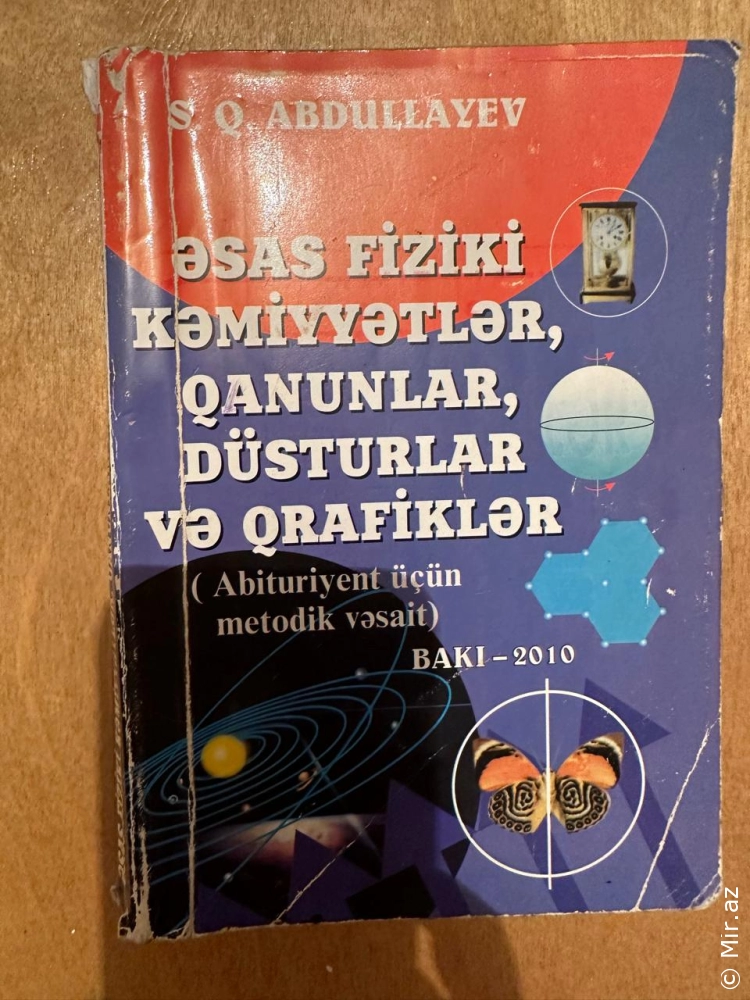 S. Q. ABDULLAYEV
ƏSAS FİZİKİ
KƏMİYYƏTLƏR,
QANUNLAR,
DÜSTURLAR
VƏ QRAFİKLƏR
( Abituriyent üçün
metodik vəsait)
BAKI – 2010
© Mir.az